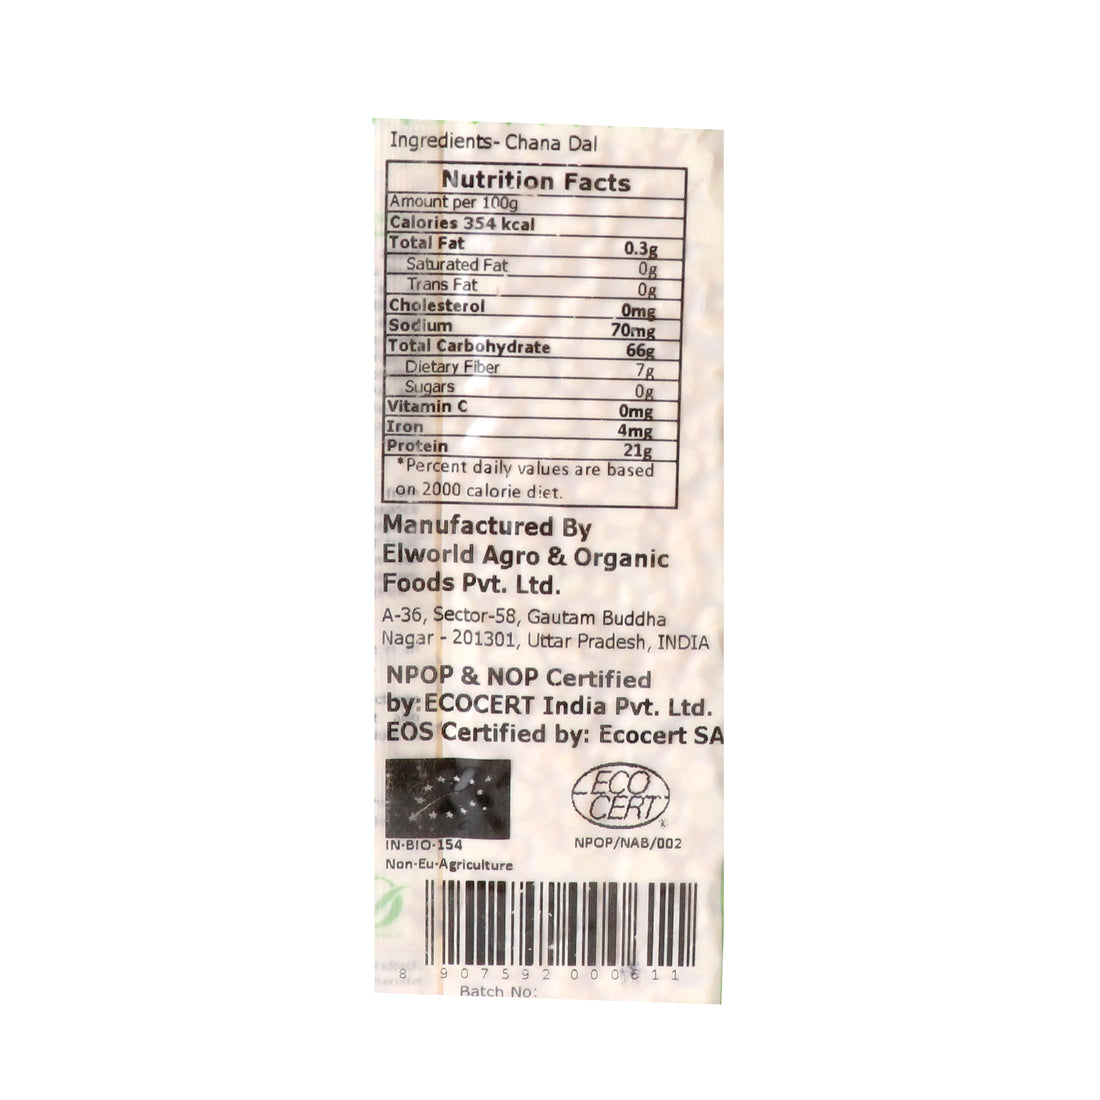 Ingredients- Chana Dal
Nutrition Facts
Amount per 100g
Calories 354 kcal
Total Fat 0.3g
Saturated Fat 0g
Trans Fat 0g
Cholesterol 0mg
Sodium 70mg
Total Carbohydrate 66g
Dietary Fiber 7g
Sugars 0g
Vitamin C 0mg
Iron 4mg
Protein 21g
*Percent daily values are based
on 2000 calorie diet.
Manufactured By
Elworld Agro & Organic
Foods Pvt. Ltd.
A-36, Sector-58, Gautam Buddha
Nagar - 201301, Uttar Pradesh, INDIA
NPOP & NOP Certified
by:ECOCERT India Pvt. Ltd.
EOS Certified by: Ecocert SA
ECO
CERT
IN-BIO-154
NPOP/NAB/002
Non-Eu-Agriculture
8 907592 000611
Batch No: